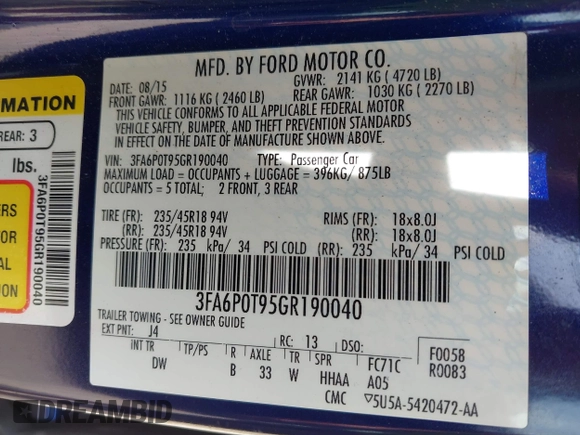 MFD. BY FORD MOTOR CO.
DATE: 08/15 GVWR: 2141 KG (4720 LB)
FRONT GAWR: 1116 KG (2460 LB) REAR GAWR: 1030 KG (2270 LB)
THIS VEHICLE CONFORMS TO ALL APPLICABLE FEDERAL MOTOR
VEHICLE SAFETY, BUMPER, AND THEFT PREVENTION STANDARDS
IN EFFECT ON THE DATE OF MANUFACTURE SHOWN ABOVE.
VIN: 3FA6P0T95GR190040 TYPE: Passenger Car
MAXIMUM LOAD = OCCUPANTS + LUGGAGE = 396KG/ 875LB
OCCUPANTS = 5 TOTAL; 2 FRONT, 3 REAR
TIRE (FR): 235/45R18 94V RIMS (FR): 18x8.0J
(RR): 235/45R18 94V (RR): 18x8.0J
PRESSURE (FR): 235 kPa/ 34 PSI COLD (RR): 235 kPa/ 34 PSI COLD
3FA6P0T95GR190040
TRAILER TOWING - SEE OWNER GUIDE
EXT PNT: J4 RC: 13 DSO: F0058
INT TR TP/PS R AXLE TR SPR FC71C R0083
DW B 33 W HHAA A05
CMC 5U5A-5420472-AA
RMATION
REAR: 3
lbs.
3FA6P0T95GR190040
ERS
OR
NAL
G
DREAMBID